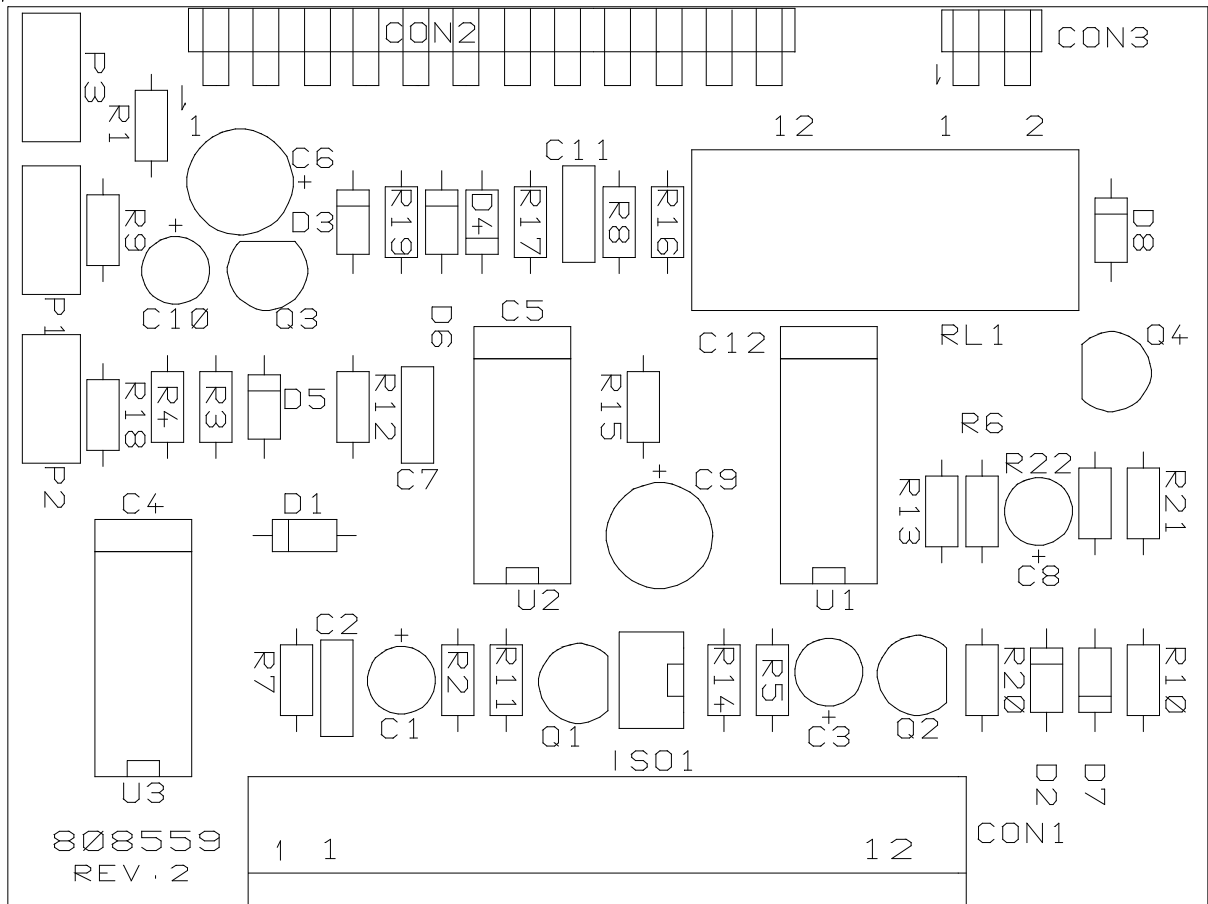 CON2
CON3
P3
R1
1
12
1
2
C6
+
C11
D3
R19
D4
R17
R8
R16
D8
R9
+
C10
Q3
P1
D6
C5
C12
RL1
Q4
R18
R4
R3
D5
R12
R15
R6
C7
+
C9
R22
P2
C4
D1
R13
R21
+
C8
U2
U1
C2
+
R7
C1
R2
R11
Q1
R14
R5
+
C3
Q2
R20
R10
ISO1
D2
D7
U3
808559
REV.2
1
1
12
CON1